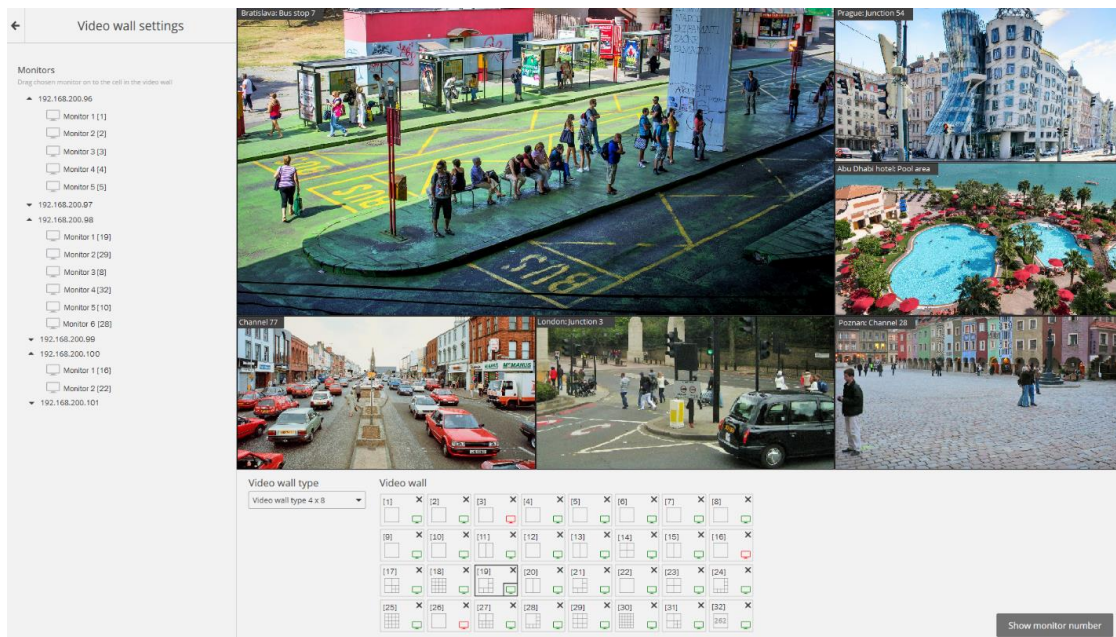 Video wall settings
Monitors
Drag chosen monitor on to the cell in the video wall
192.168.200.96
Monitor 1 [1]
Monitor 2 [2]
Monitor 3 [3]
Monitor 4 [4]
Monitor 5 [5]
192.168.200.97
192.168.200.98
Monitor 1 [19]
Monitor 2 [29]
Monitor 3 [8]
Monitor 4 [32]
Monitor 5 [10]
Monitor 6 [28]
192.168.200.99
192.168.200.100
Monitor 1 [16]
Monitor 2 [22]
192.168.200.101
Bratislava: Bus stop 7
BUS
BUS
BUS
Prague: Junction 54
Abu Dhabi hotel: Pool area
Channel 77
McMANUS
London: Junction 3
Poznan: Channel 28
Video wall type
Video wall type 4 x 8
Video wall
[1] [2] [3] [4] [5] [6] [7] [8]
[9] [10] [11] [12] [13] [14] [15] [16]
[17] [18] [19] [20] [21] [22] [23] [24]
[25] [26] [27] [28] [29] [30] [31] [32]
Show monitor number